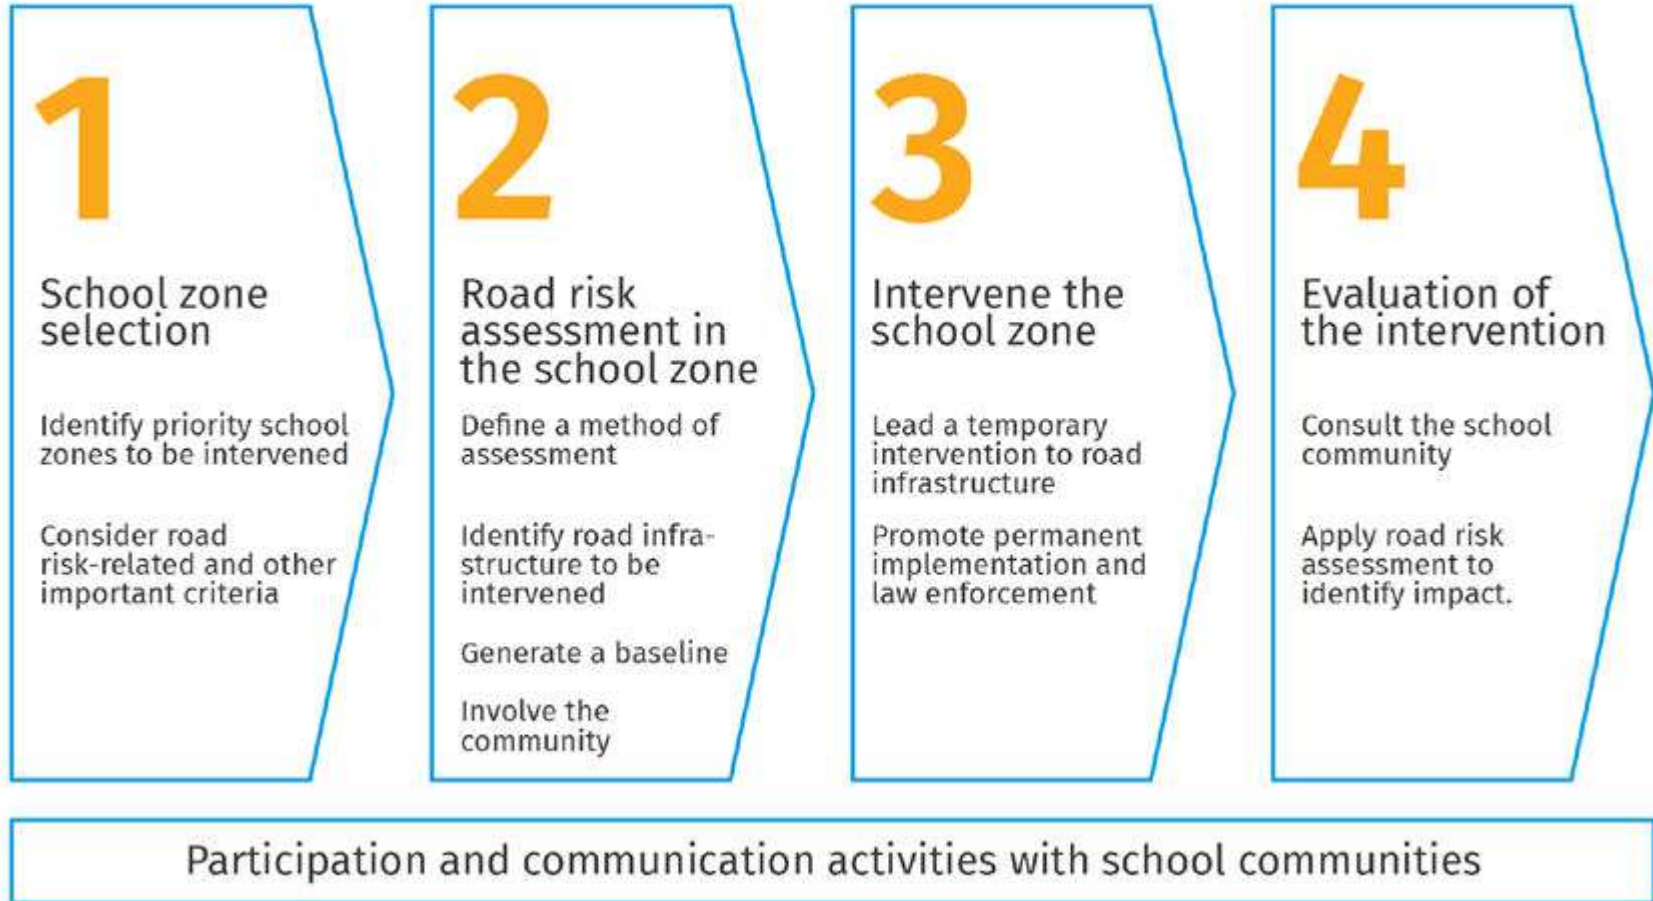 1
School zone
selection
Identify priority school
zones to be intervened
Consider road
risk-related and other
important criteria
2
Road risk
assessment in
the school zone
Define a method of
assessment
Identify road infra-
structure to be
intervened
Generate a baseline
Involve the
community
3
Intervene the
school zone
Lead a temporary
intervention to road
infrastructure
Promote permanent
implementation and
law enforcement
4
Evaluation of
the intervention
Consult the school
community
Apply road risk
assessment to
identify impact.
Participation and communication activities with school communities